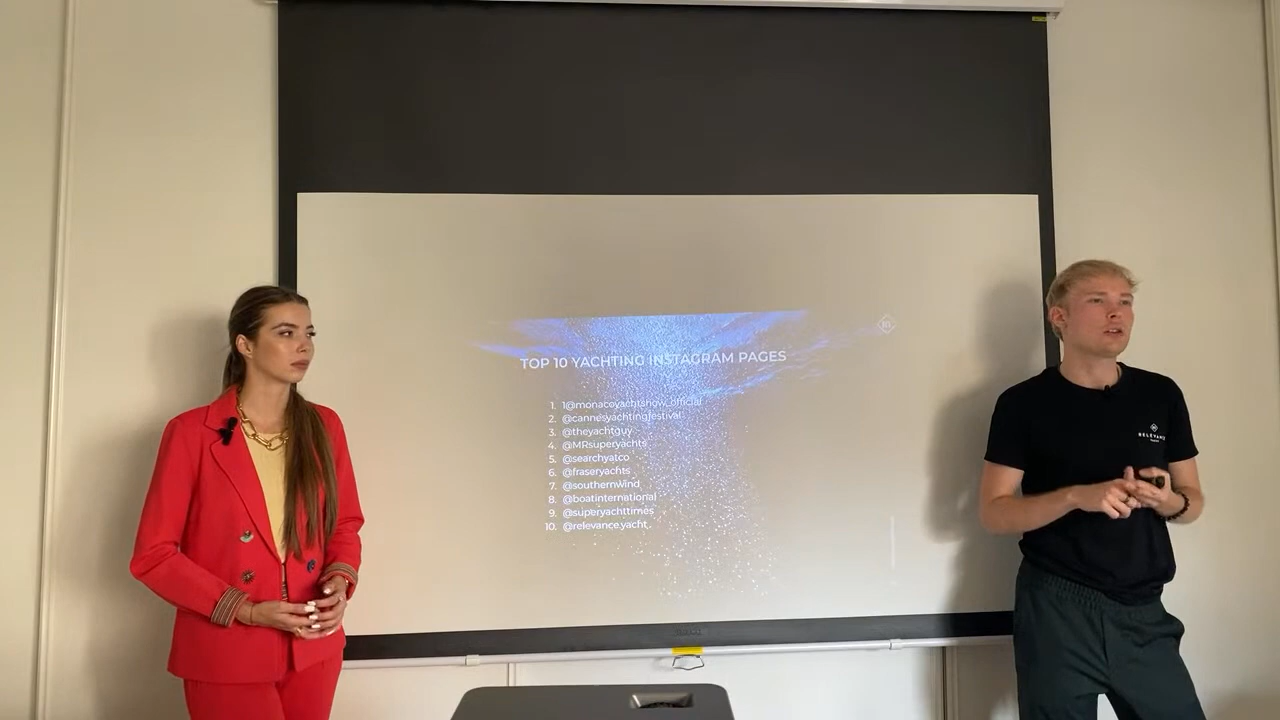 TOP 10 YACHTING INSTAGRAM PAGES
1. 1@monacoyachtshow_official
2. @cannesyachtingfestival
3. @theyachtguy
4. @MRsuperyachts
5. @searchyatco
6. @fraseryachts
7. @southernwind
8. @boatinternational
9. @superyachttimes
10. @relevance.yacht
RELEVANCE